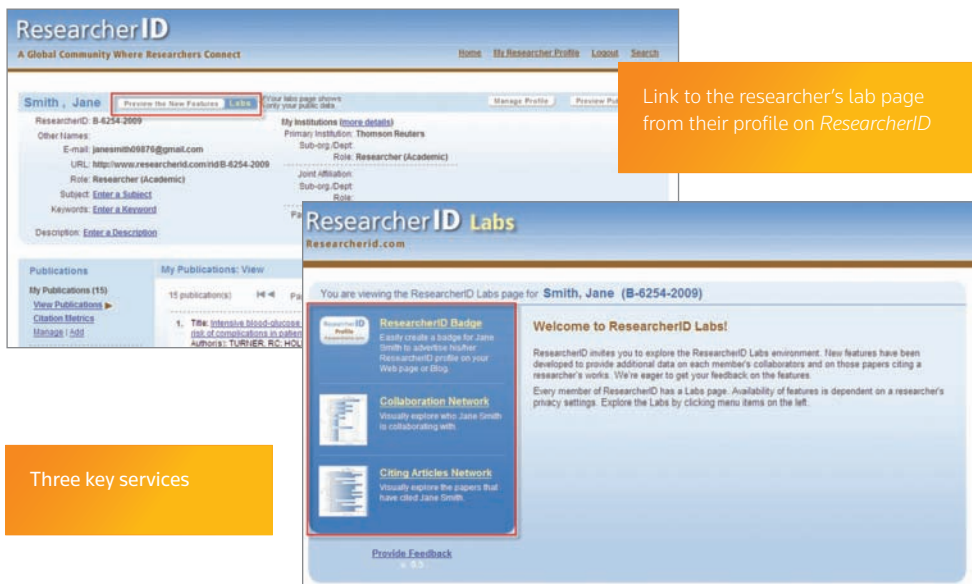 ResearcherID
A Global Community Where Researchers Connect
Home My Researcher Profile Logout Search
Smith , Jane Preview the New Features Labs
Your labs page shows
only your public data.
Manage Profile Preview
ResearcherID: B-6254-2009
Other Names:
E-mail: janesmith09876@gmail.com
URL: http://www.researcherid.com/rid/B-6254-2009
Role: Researcher (Academic)
Subject: Enter a Subject
Keywords: Enter a Keyword
Description: Enter a Description
My Institutions (more details)
Primary Institution: Thomson Reuters
Sub-org./Dept:
Role: Researcher (Academic)
Joint Affiliation:
Sub-org./Dept:
Role:
Link to the researcher's lab page
from their profile on ResearcherID
Publications
My Publications (15)
View Publications
Citation Metrics
Manage | Add
My Publications: View
15 publication(s)
1. Title: Intensive blood-glucose
risk of complications in patien
Author(s): TURNER, RC; HOL
ResearcherID Labs
Researcherid.com
You are viewing the ResearcherID Labs page for Smith, Jane (B-6254-2009)
ResearcherID
Profile
ResearcherID Badge
Easily create a badge for Jane
Smith to advertise his/her
ResearcherID profile on your
Web page or Blog.
Collaboration Network
Visually explore who Jane Smith
is collaborating with.
Citing Articles Network
Visually explore the papers that
have cited Jane Smith.
Provide Feedback
v. 0.5
Welcome to ResearcherID Labs!
ResearcherID invites you to explore the ResearcherID Labs environment. New features have been
developed to provide additional data on each member's collaborators and on those papers citing a
researcher's works. We're eager to get your feedback on the features.
Every member of ResearcherID has a Labs page. Availability of features is dependent on a researcher's
privacy settings. Explore the Labs by clicking menu items on the left.
Three key services